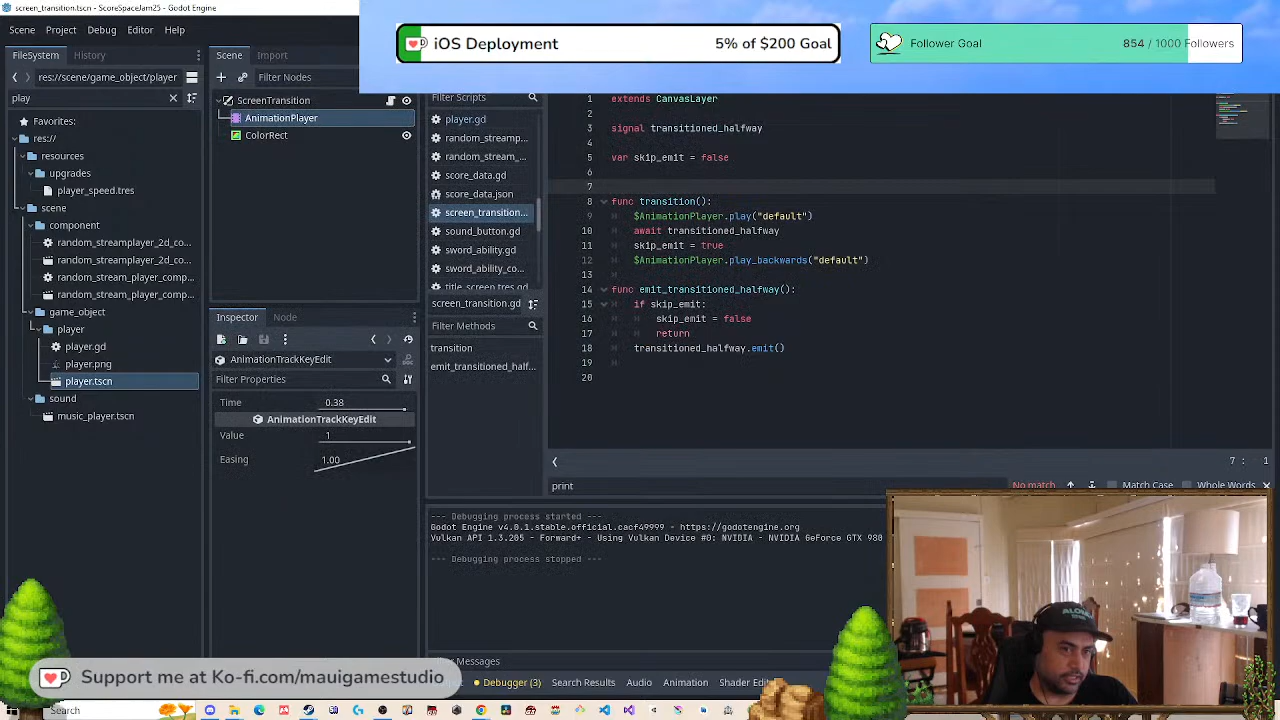 screen_transition.tscn - ScoreSpaceJam25 - Godot Engine
Scene Project Debug Editor Help
iOS Deployment 5% of $200 Goal
Follower Goal 854 / 1000 Followers
FileSystem History
res://scene/game_object/player
play
Favorites:
res://
resources
upgrades
player_speed.tres
scene
component
random_streamplayer_2d_co...
random_streamplayer_2d_co...
random_stream_player_comp...
random_stream_player_comp...
game_object
player
player.gd
player.png
player.tscn
sound
music_player.tscn
Scene Import
Filter Nodes
ScreenTransition
AnimationPlayer
ColorRect
Inspector Node
AnimationTrackKeyEdit
Filter Properties
Time 0.38
AnimationTrackKeyEdit
Value 1
Easing 1.00
Filter Scripts
player.gd
random_streamp...
random_stream_...
score_data.gd
score_data.json
screen_transition...
sound_button.gd
sword_ability.gd
sword_ability_co...
title_screen.tres.gd
screen_transition.gd
Filter Methods
transition
emit_transitioned_half...
1 extends CanvasLayer
2
3 signal transitioned_halfway
4
5 var skip_emit = false
6
7
8 func transition():
9 $AnimationPlayer.play("default")
10 await transitioned_halfway
11 skip_emit = true
12 $AnimationPlayer.play_backwards("default")
13
14 func emit_transitioned_halfway():
15 if skip_emit:
16 skip_emit = false
17 return
18 transitioned_halfway.emit()
19
20
7 : 1
print No match Match Case Whole Words
--- Debugging process started ---
Godot Engine v4.0.1.stable.official.cacf49999 - https://godotengine.org
Vulkan API 1.3.205 - Forward+ - Using Vulkan Device #0: NVIDIA - NVIDIA GeForce GTX 980
--- Debugging process stopped ---
Messages
Debugger (3) Search Results Audio Animation Shader Edit
Support me at Ko-fi.com/mauigamestudio
Search